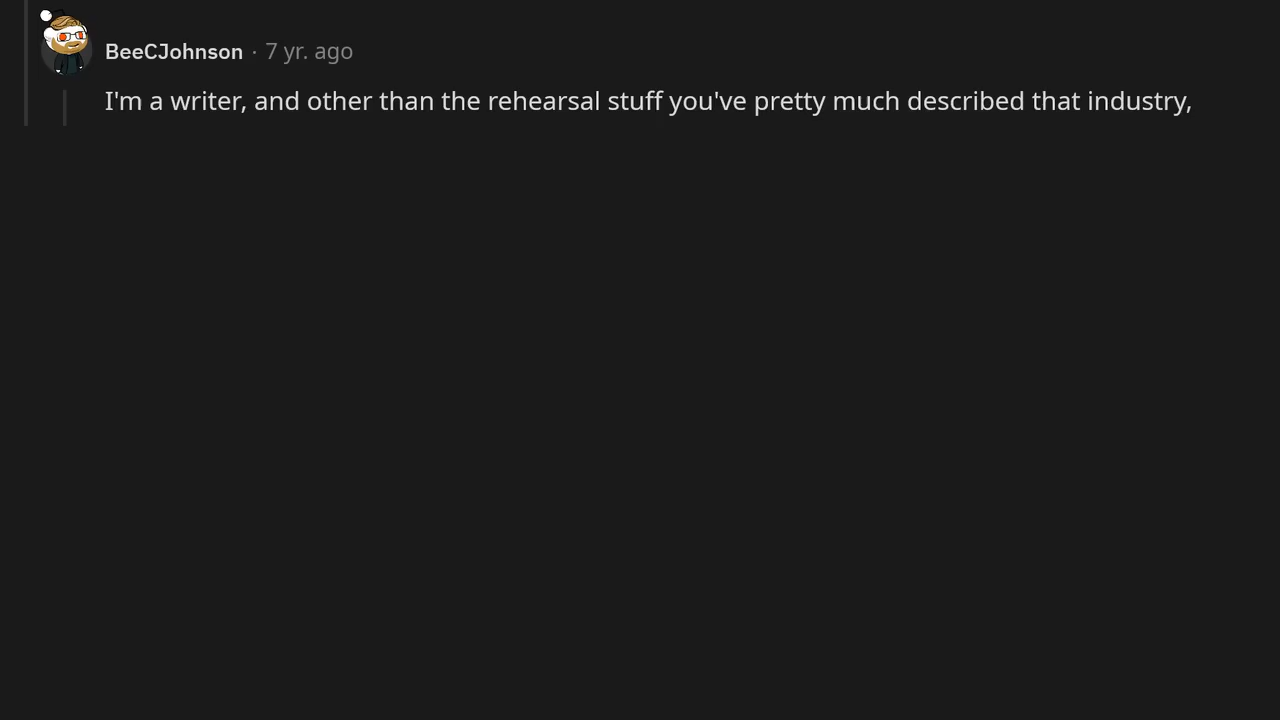 BeeCJohnson · 7 yr. ago
I'm a writer, and other than the rehearsal stuff you've pretty much described that industry,